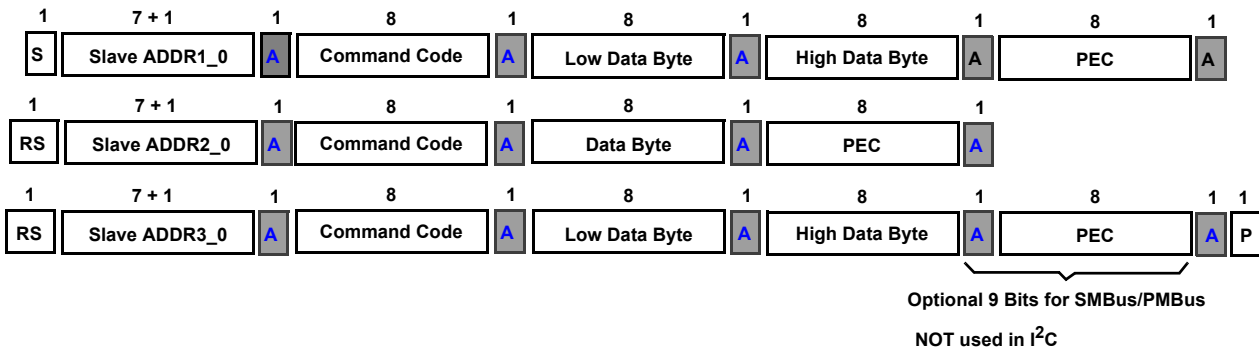 1 7 + 1 1 8 1 8 1 8 1 8 1
S Slave ADDR1_0 A Command Code A Low Data Byte A High Data Byte A PEC A
1 7 + 1 1 8 1 8 1 8 1
RS Slave ADDR2_0 A Command Code A Data Byte A PEC A
1 7 + 1 1 8 1 8 1 8 1 8 1 1
RS Slave ADDR3_0 A Command Code A Low Data Byte A High Data Byte A PEC A P
Optional 9 Bits for SMBus/PMBus
NOT used in I²C